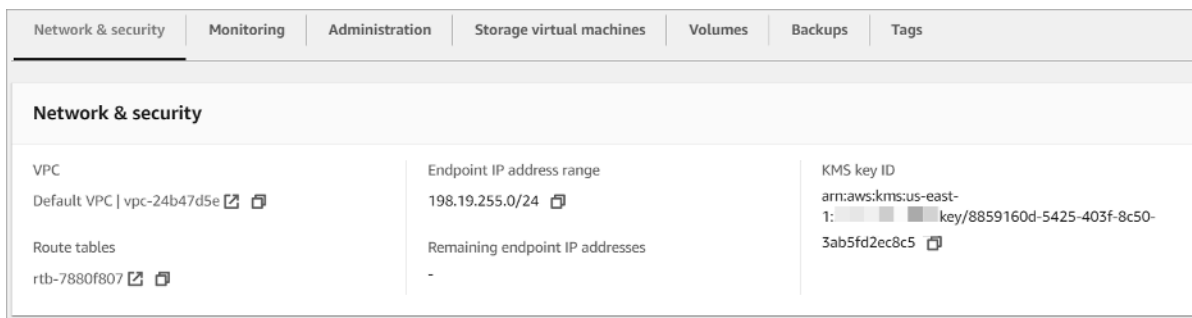 Network & security Monitoring Administration Storage virtual machines Volumes Backups Tags
Network & security
VPC
Default VPC | vpc-24b47d5e
Route tables
rtb-7880f807
Endpoint IP address range
198.19.255.0/24
Remaining endpoint IP addresses
-
KMS key ID
arn:aws:kms:us-east-
1: key/8859160d-5425-403f-8c50-
3ab5fd2ec8c5